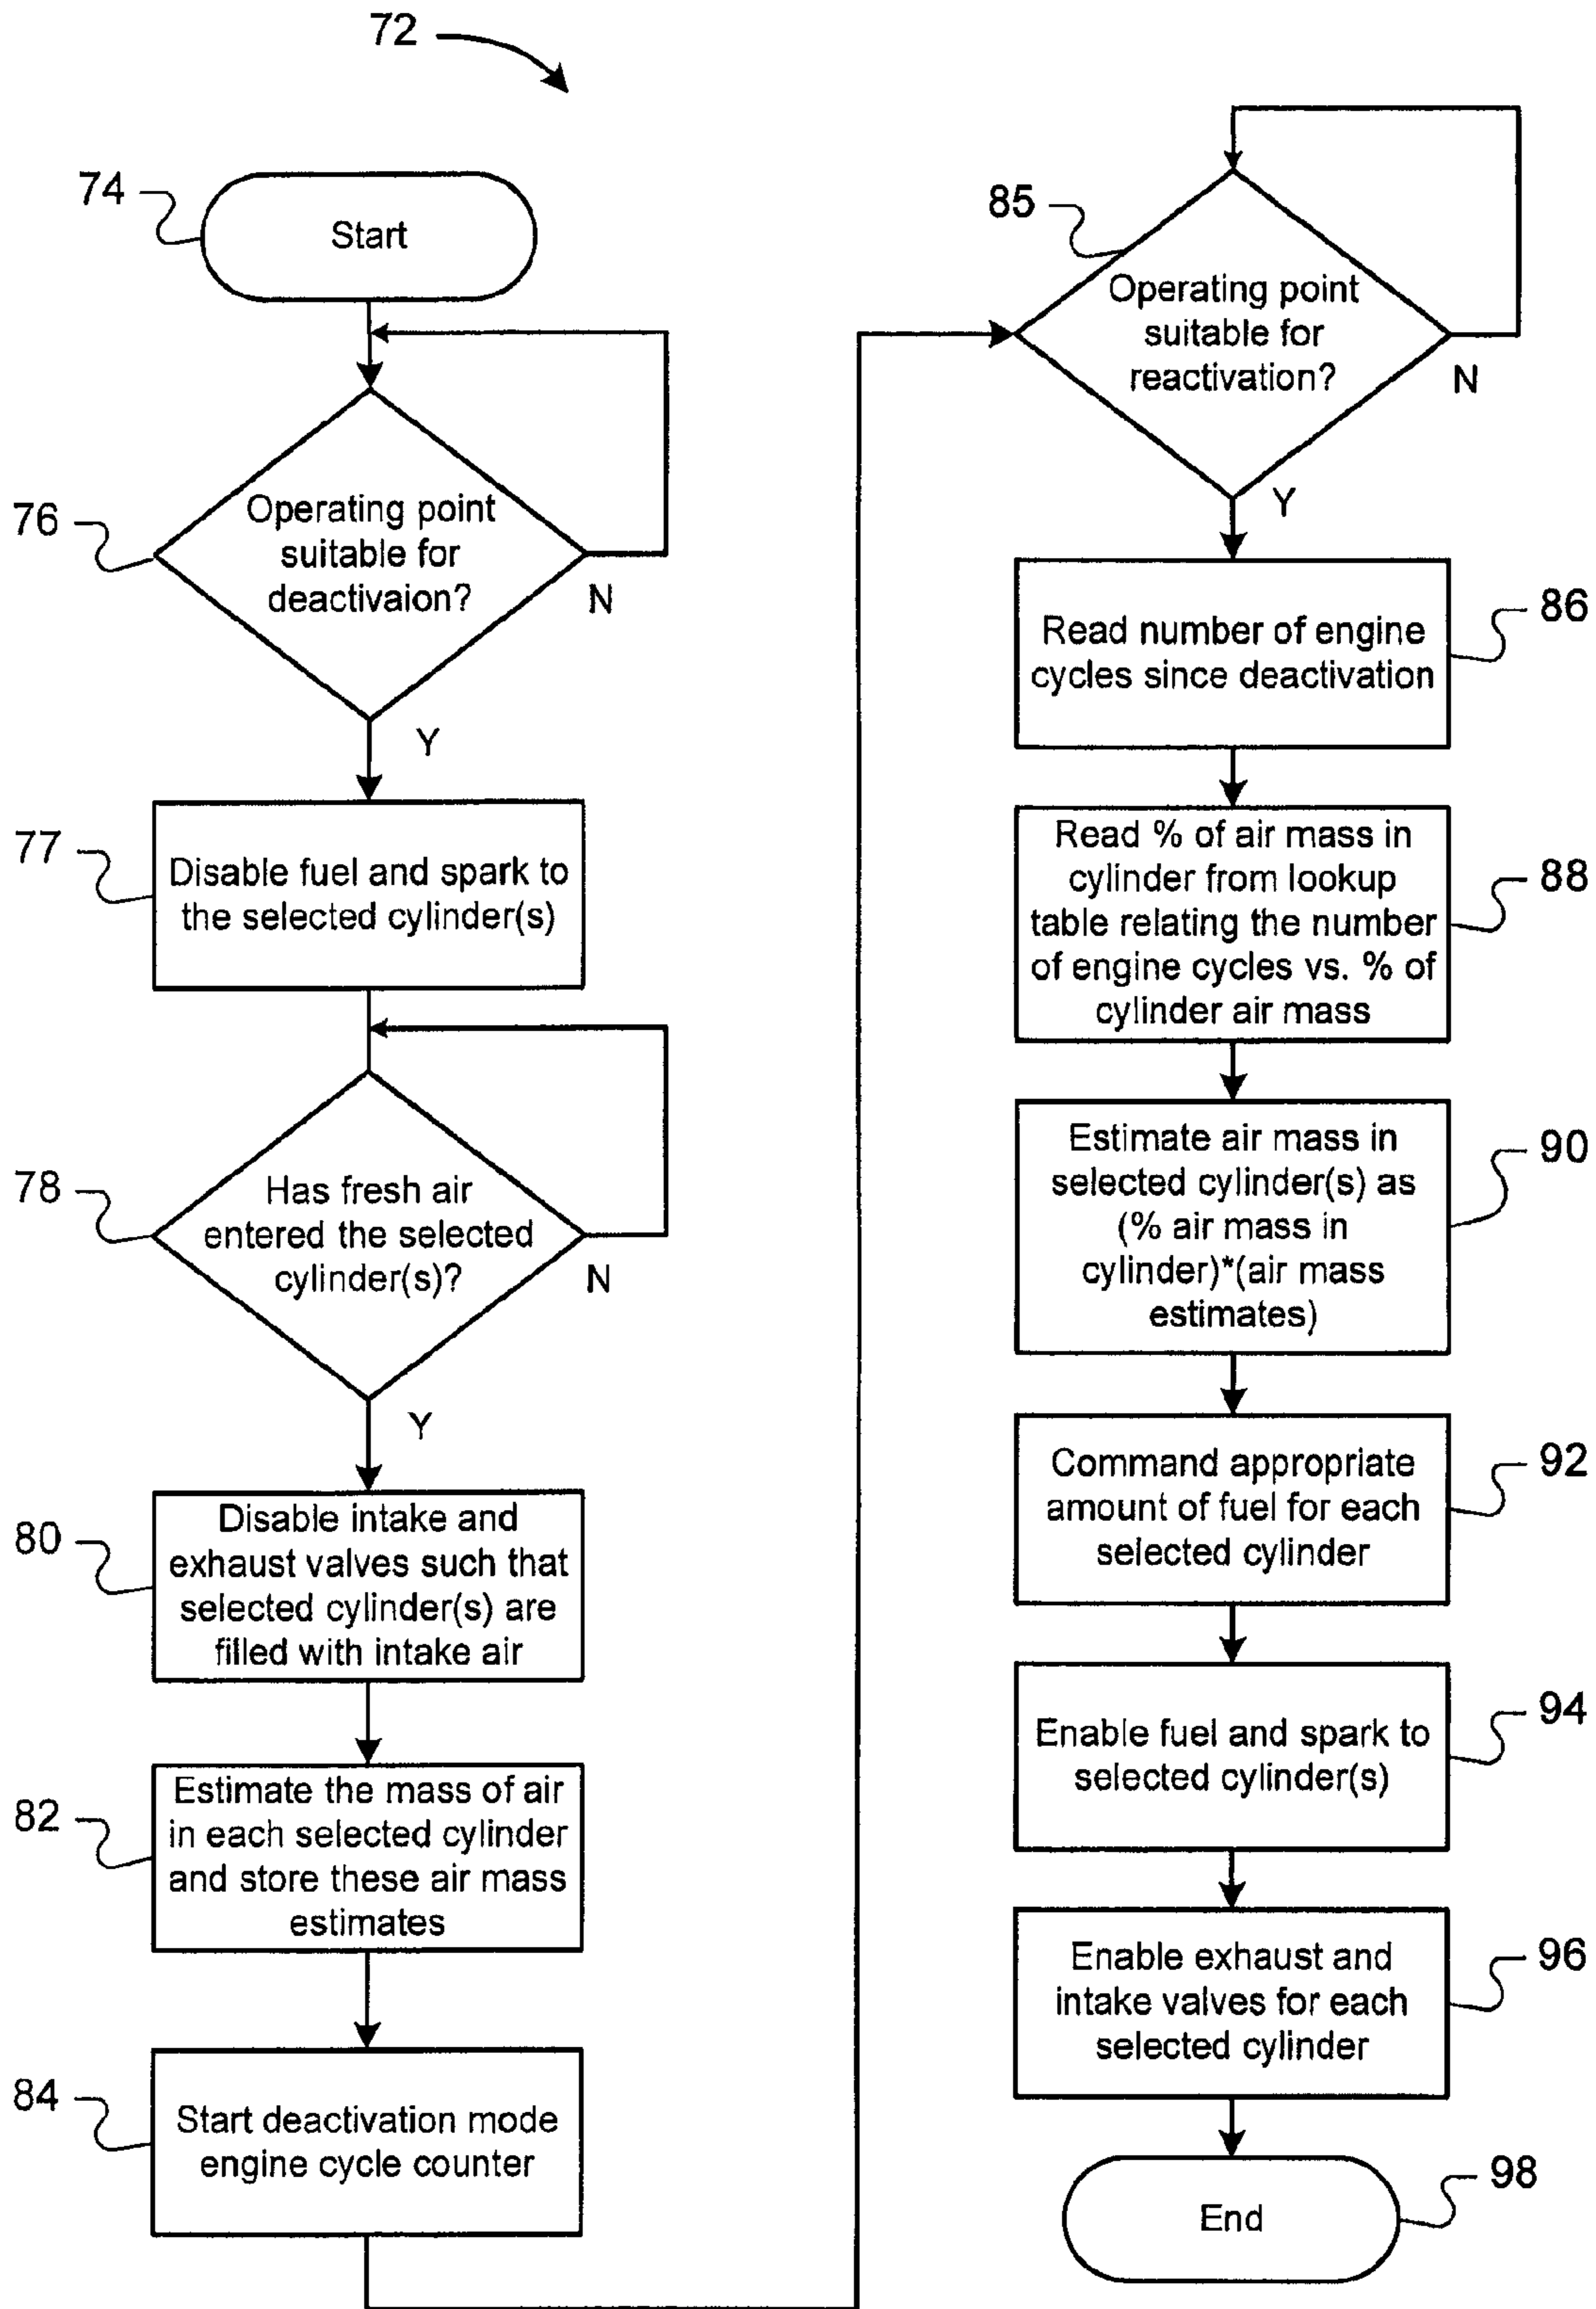 72
74
Start
76
Operating point
suitable for
deactivaion?
N
Y
77
Disable fuel and spark to
the selected cylinder(s)
78
Has fresh air
entered the selected
cylinder(s)?
N
Y
80
Disable intake and
exhaust valves such that
selected cylinder(s) are
filled with intake air
82
Estimate the mass of air
in each selected cylinder
and store these air mass
estimates
84
Start deactivation mode
engine cycle counter
85
Operating point
suitable for
reactivation?
N
Y
Read number of engine
cycles since deactivation
86
Read % of air mass in
cylinder from lookup
table relating the number
of engine cycles vs. % of
cylinder air mass
88
Estimate air mass in
selected cylinder(s) as
(% air mass in
cylinder)*(air mass
estimates)
90
Command appropriate
amount of fuel for each
selected cylinder
92
Enable fuel and spark to
selected cylinder(s)
94
Enable exhaust and
intake valves for each
selected cylinder
96
End
98